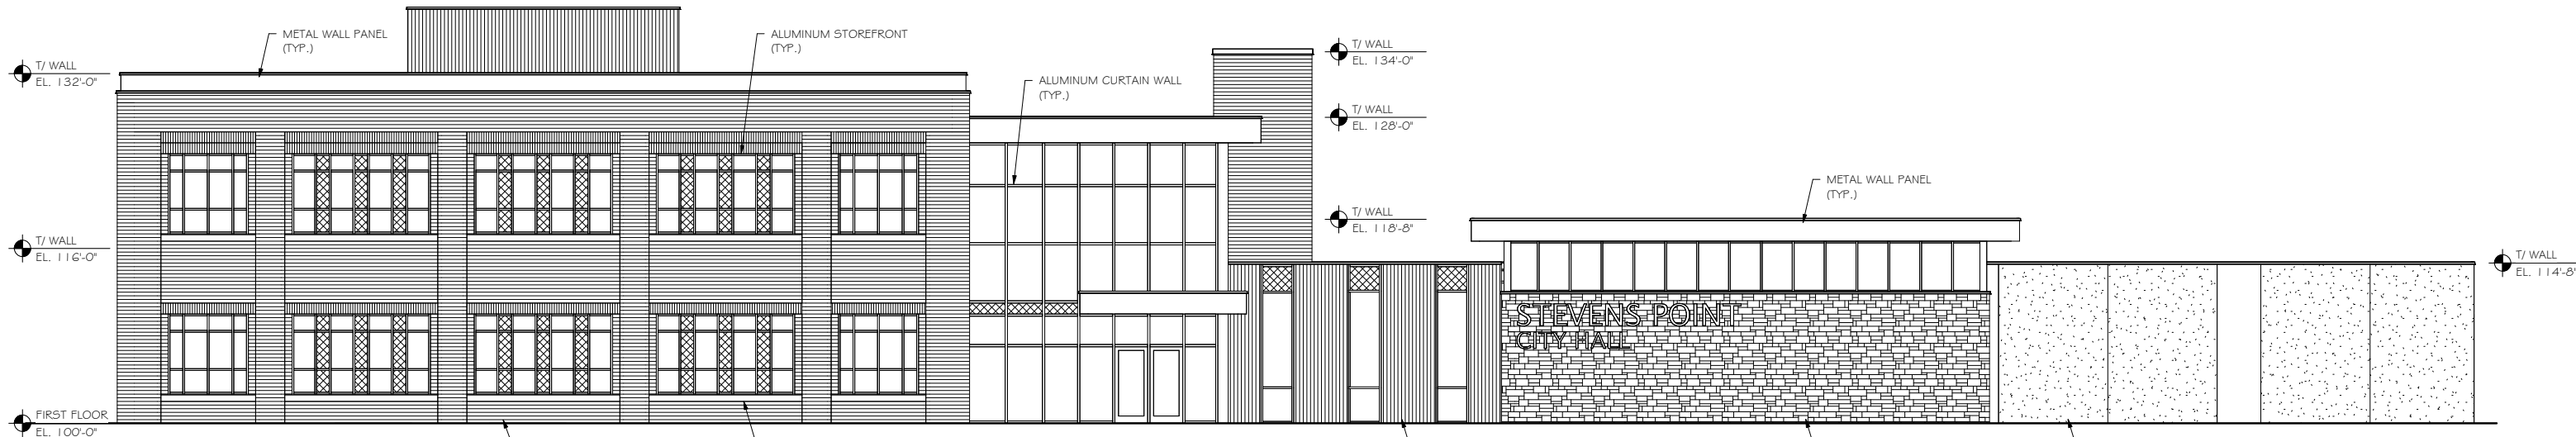 METAL WALL PANEL
(TYP.)
ALUMINUM STOREFRONT
(TYP.)
T/ WALL
EL. 132'-0"
T/ WALL
EL. 134'-0"
ALUMINUM CURTAIN WALL
(TYP.)
T/ WALL
EL. 128'-0"
METAL WALL PANEL
(TYP.)
T/ WALL
EL. 118'-8"
T/ WALL
EL. 116'-0"
T/ WALL
EL. 114'-8"
STEVENS POINT
CITY HALL
FIRST FLOOR
EL. 100'-0"